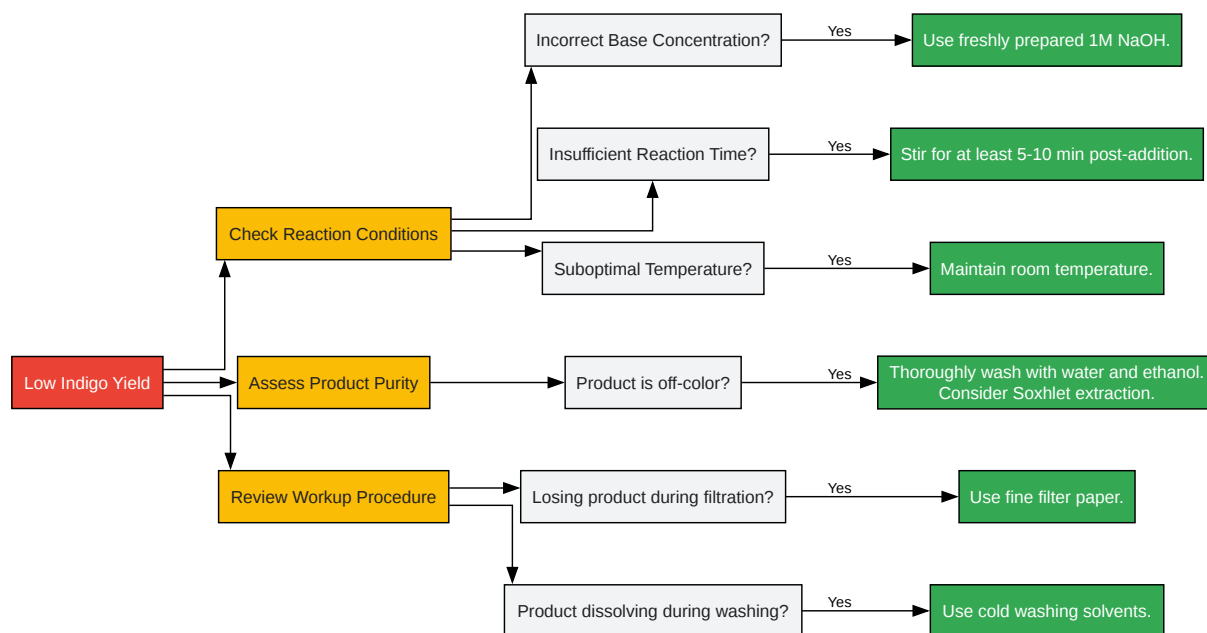 Incorrect Base Concentration?
Yes
Use freshly prepared 1M NaOH.
Insufficient Reaction Time?
Yes
Stir for at least 5-10 min post-addition.
Check Reaction Conditions
Suboptimal Temperature?
Yes
Maintain room temperature.
Low Indigo Yield
Assess Product Purity
Product is off-color?
Yes
Thoroughly wash with water and ethanol.
Consider Soxhlet extraction.
Review Workup Procedure
Losing product during filtration?
Yes
Use fine filter paper.
Product dissolving during washing?
Yes
Use cold washing solvents.